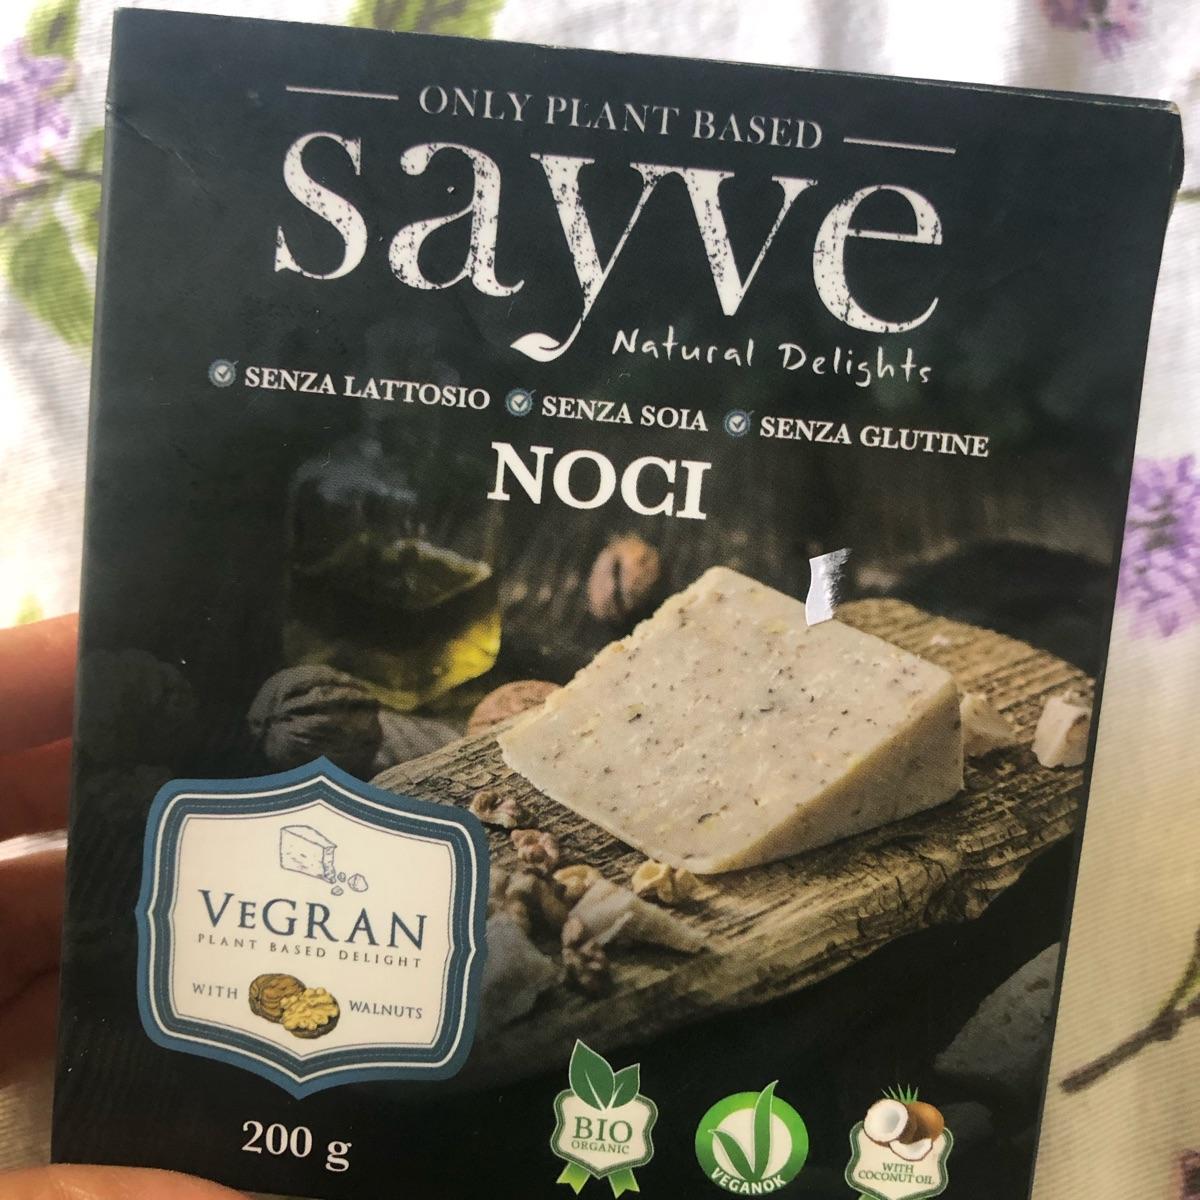 ONLY PLANT BASED
sayve
Natural Delights
SENZA LATTOSIO SENZA SOIA SENZA GLUTINE
NOCI
VEGRAN
PLANT BASED DELIGHT
WITH WALNUTS
200 g
BIO
ORGANIC
VEGANOK
WITH
COCONUT OIL